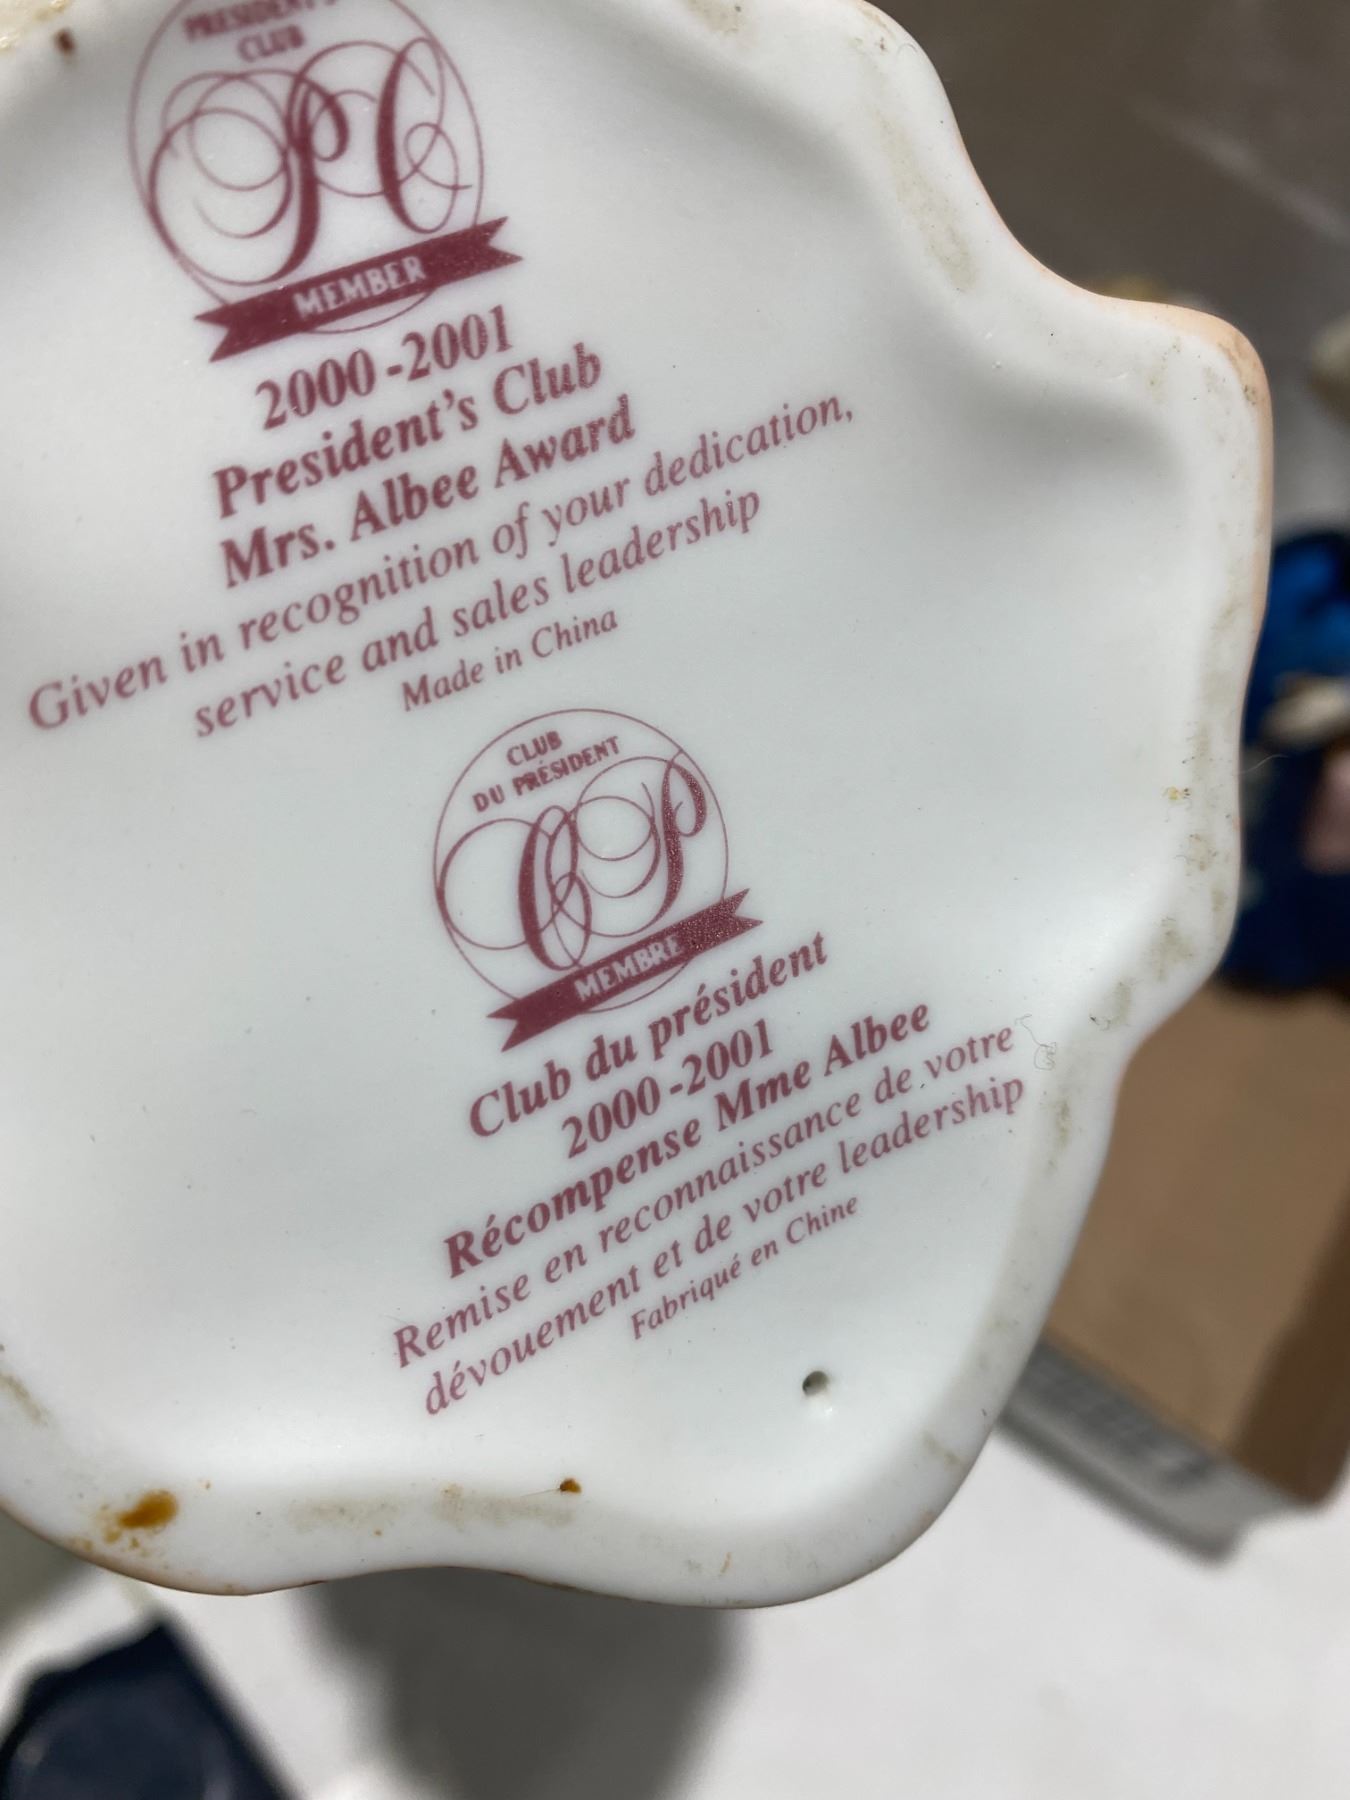 PRESIDENT'S
CLUB
PC
MEMBER
2000-2001
President's Club
Mrs. Albee Award
Given in recognition of your dedication,
service and sales leadership
Made in China
CLUB
DU PRÉSIDENT
CP
MEMBRE
Club du président
2000-2001
Récompense Mme Albee
Remise en reconnaissance de votre
dévouement et de votre leadership
Fabriqué en Chine